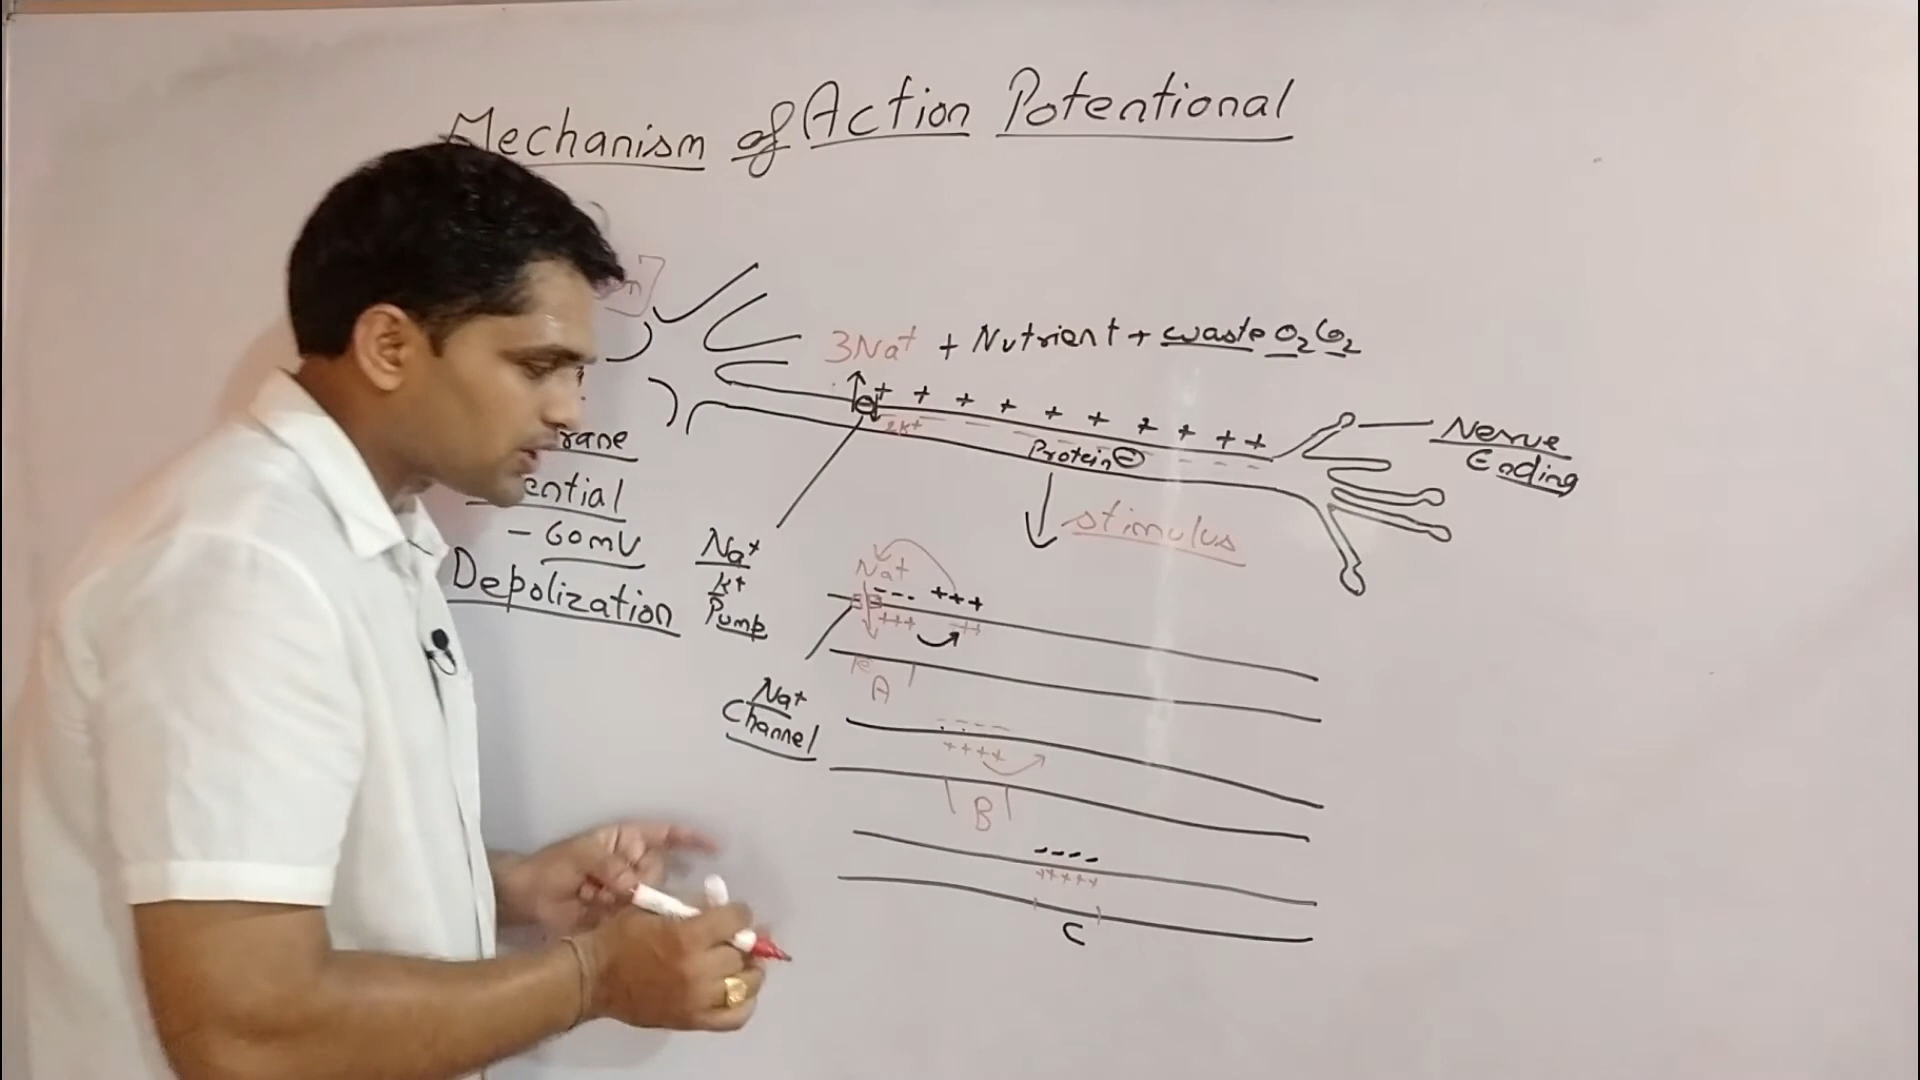 Mechanism of Action Potentional
3Na+ + Nutrient + waste O2 CO2
2K+
Protein ⊖
Nerve
Ending
rane
ential
– 60mV
Depolization
Na+
K+
Pump
stimulus
Na+
Na+
Channel
A
B
C